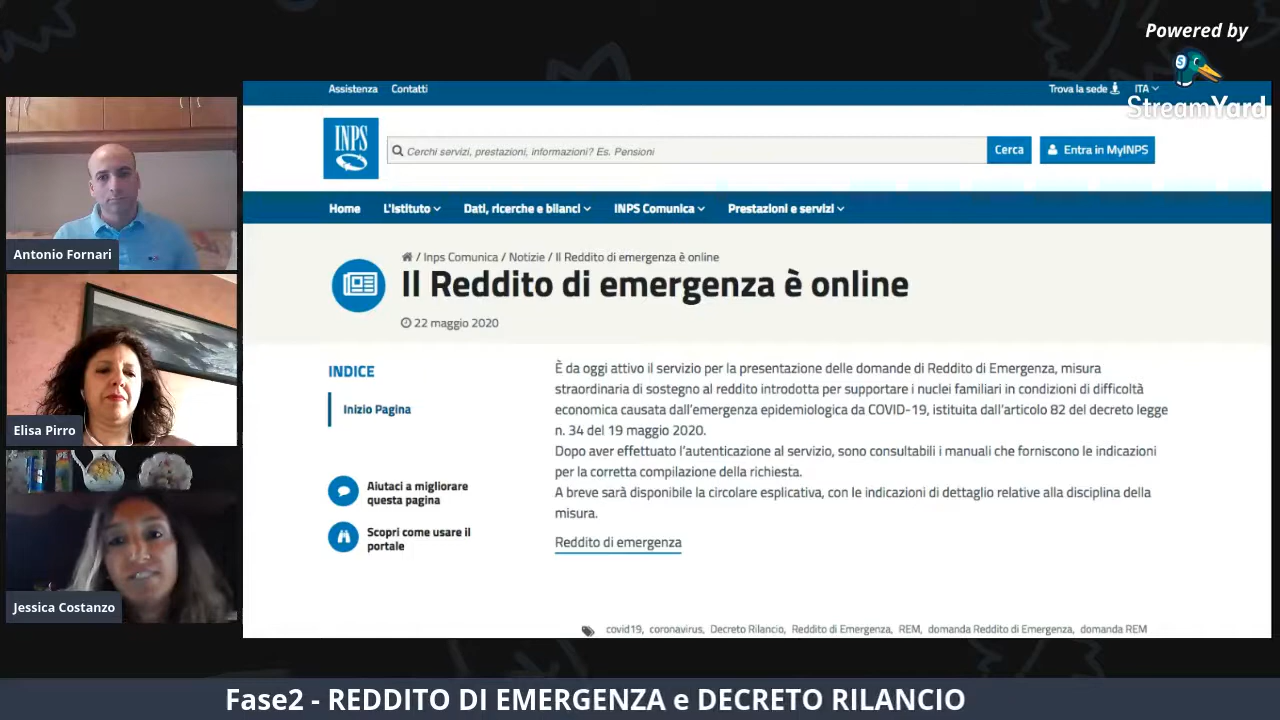 Powered by
StreamYard
Antonio Fornari
Elisa Pirro
Jessica Costanzo
Assistenza Contatti
Trova la sede ITA
INPS
Cerchi servizi, prestazioni, informazioni? Es. Pensioni
Cerca
Entra in MyINPS
Home L'Istituto Dati, ricerche e bilanci INPS Comunica Prestazioni e servizi
/ Inps Comunica / Notizie / Il Reddito di emergenza è online
Il Reddito di emergenza è online
22 maggio 2020
INDICE
Inizio Pagina
Aiutaci a migliorare
questa pagina
Scopri come usare il
portale
È da oggi attivo il servizio per la presentazione delle domande di Reddito di Emergenza, misura
straordinaria di sostegno al reddito introdotta per supportare i nuclei familiari in condizioni di difficoltà
economica causata dall'emergenza epidemiologica da COVID-19, istituita dall'articolo 82 del decreto legge
n. 34 del 19 maggio 2020.
Dopo aver effettuato l'autenticazione al servizio, sono consultabili i manuali che forniscono le indicazioni
per la corretta compilazione della richiesta.
A breve sarà disponibile la circolare esplicativa, con le indicazioni di dettaglio relative alla disciplina della
misura.
Reddito di emergenza
covid19, coronavirus, Decreto Rilancio, Reddito di Emergenza, REM, domanda Reddito di Emergenza, domanda REM
Fase2 - REDDITO DI EMERGENZA e DECRETO RILANCIO